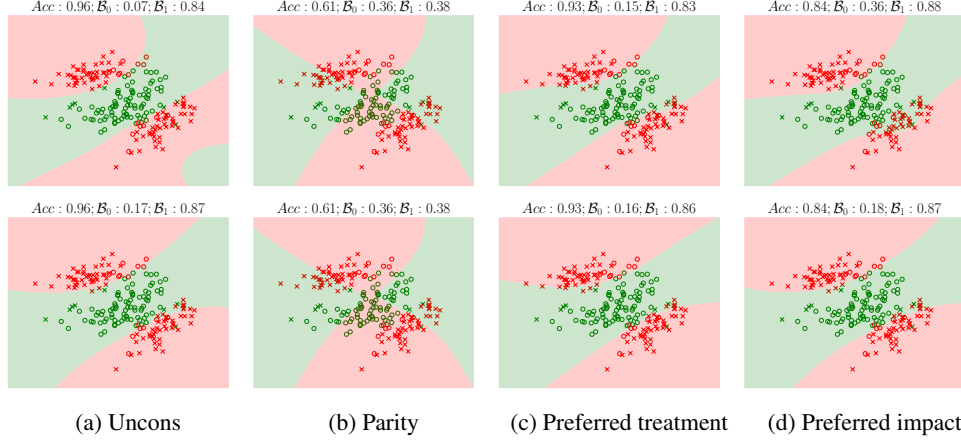 Acc : 0.96; B₀ : 0.07; B₁ : 0.84
Acc : 0.61; B₀ : 0.36; B₁ : 0.38
Acc : 0.93; B₀ : 0.15; B₁ : 0.83
Acc : 0.84; B₀ : 0.36; B₁ : 0.88
Acc : 0.96; B₀ : 0.17; B₁ : 0.87
Acc : 0.61; B₀ : 0.36; B₁ : 0.38
Acc : 0.93; B₀ : 0.16; B₁ : 0.86
Acc : 0.84; B₀ : 0.18; B₁ : 0.87
(a) Uncons
(b) Parity
(c) Preferred treatment
(d) Preferred impact